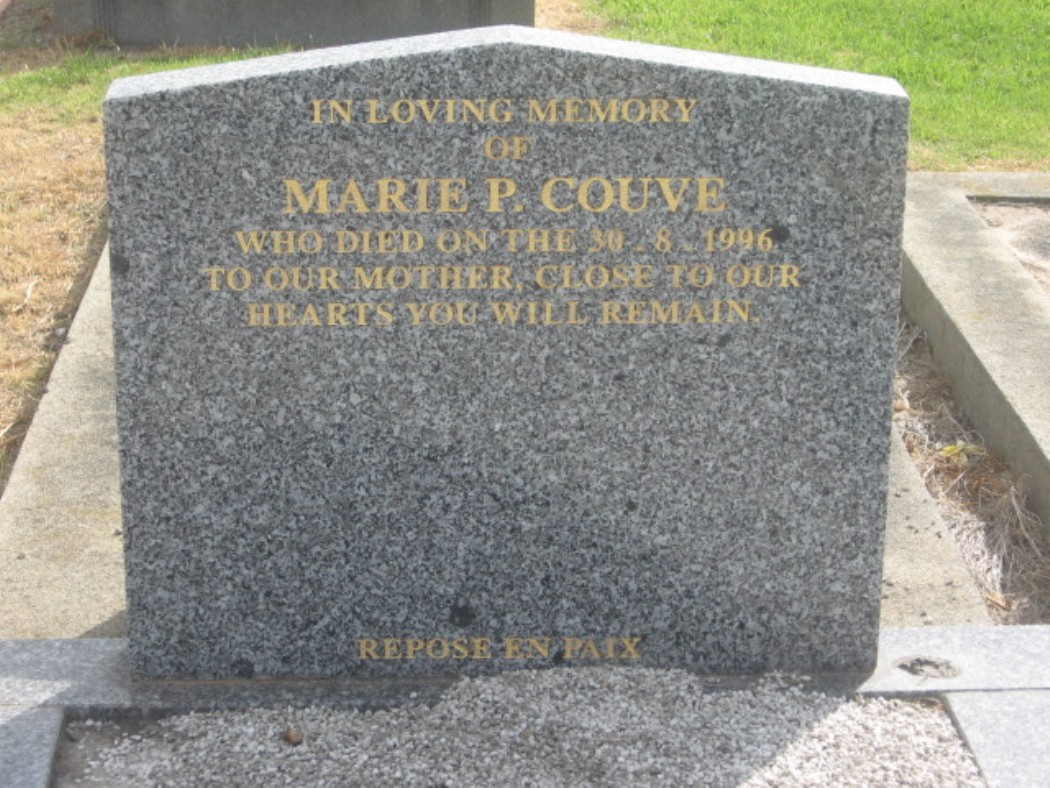 IN LOVING MEMORY
OF
MARIE P. COUVE
WHO DIED ON THE 30 . 8 . 1996
TO OUR MOTHER, CLOSE TO OUR
HEARTS YOU WILL REMAIN.
REPOSE EN PAIX